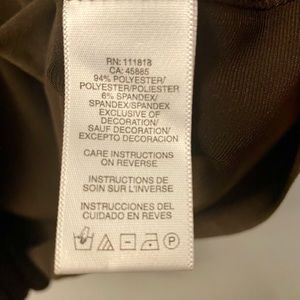 RN: 111818
CA: 45885
94% POLYESTER/
POLYESTER/POLIESTER
6% SPANDEX/
SPANDEX/SPANDEX
EXCLUSIVE OF
DECORATION/
SAUF DECORATION/
EXCEPTO DECORACION
CARE INSTRUCTIONS
ON REVERSE
INSTRUCTIONS DE
SOIN SUR L'INVERSE
INSTRUCCIONES DEL
CUIDADO EN REVES
P